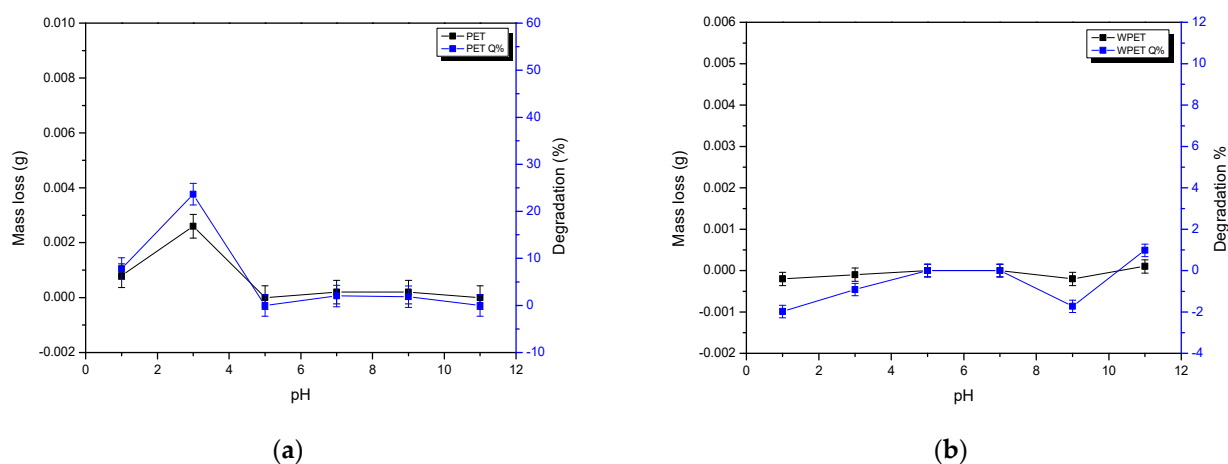 PET
PET Q%
Mass loss (g)
0.010
0.008
0.006
0.004
0.002
0.000
-0.002
60
50
40
30
20
10
0
-10
Degradation (%)
0 2 4 6 8 10 12
pH
(a)
WPET
WPET Q%
Mass loss (g)
0.006
0.005
0.004
0.003
0.002
0.001
0.000
-0.001
-0.002
12
10
8
6
4
2
0
-2
-4
Degradation %
0 2 4 6 8 10 12
pH
(b)